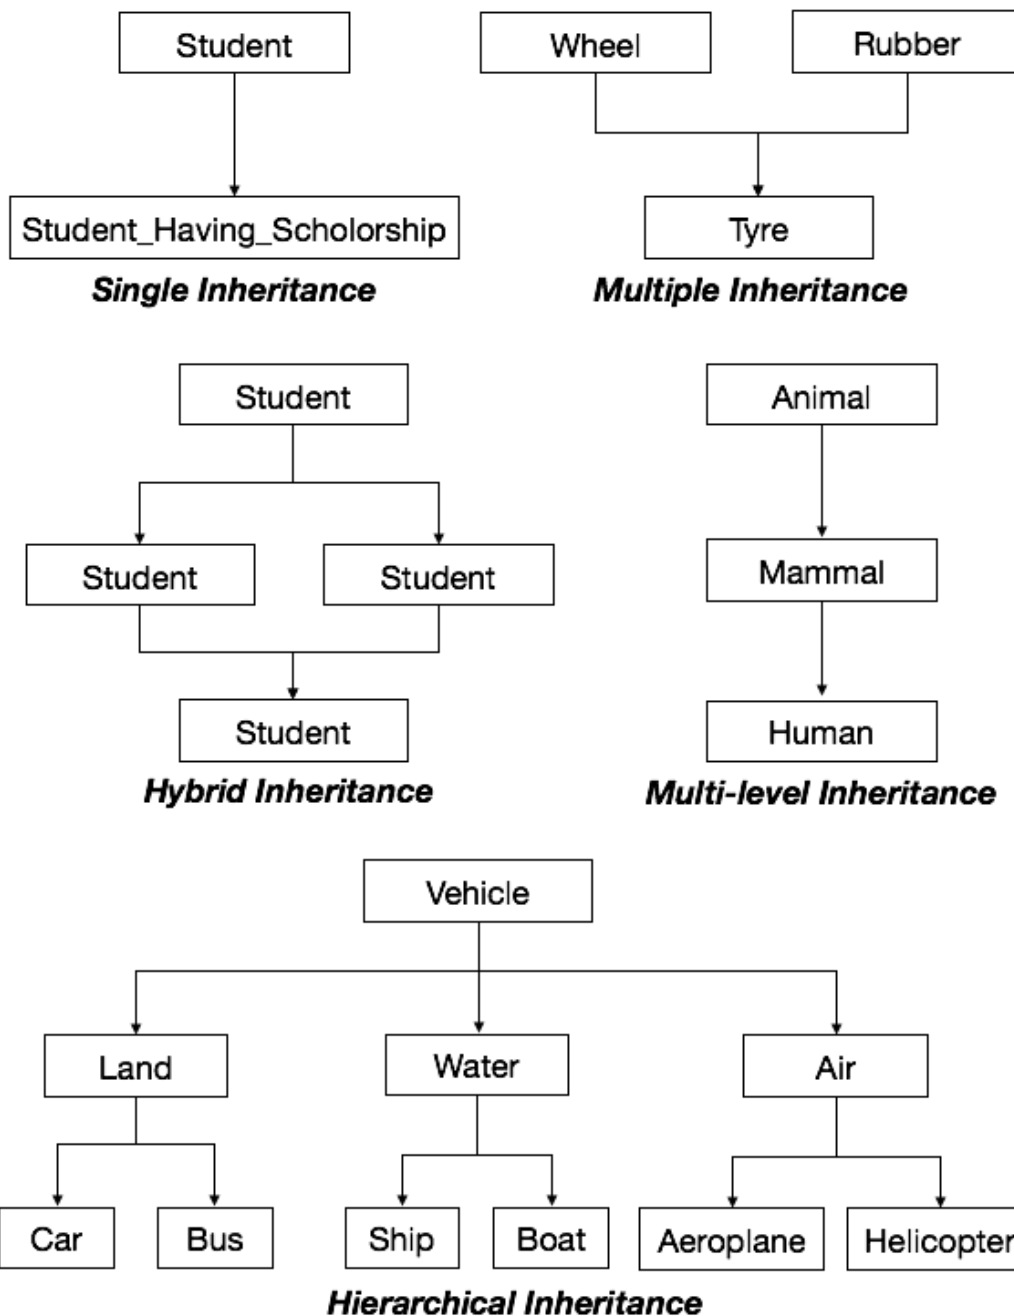 Student
Wheel
Rubber
Student_Having_Scholorship
Tyre
Single Inheritance
Multiple Inheritance
Student
Animal
Student
Student
Mammal
Student
Human
Hybrid Inheritance
Multi-level Inheritance
Vehicle
Land
Water
Air
Car
Bus
Ship
Boat
Aeroplane
Helicopter
Hierarchical Inheritance